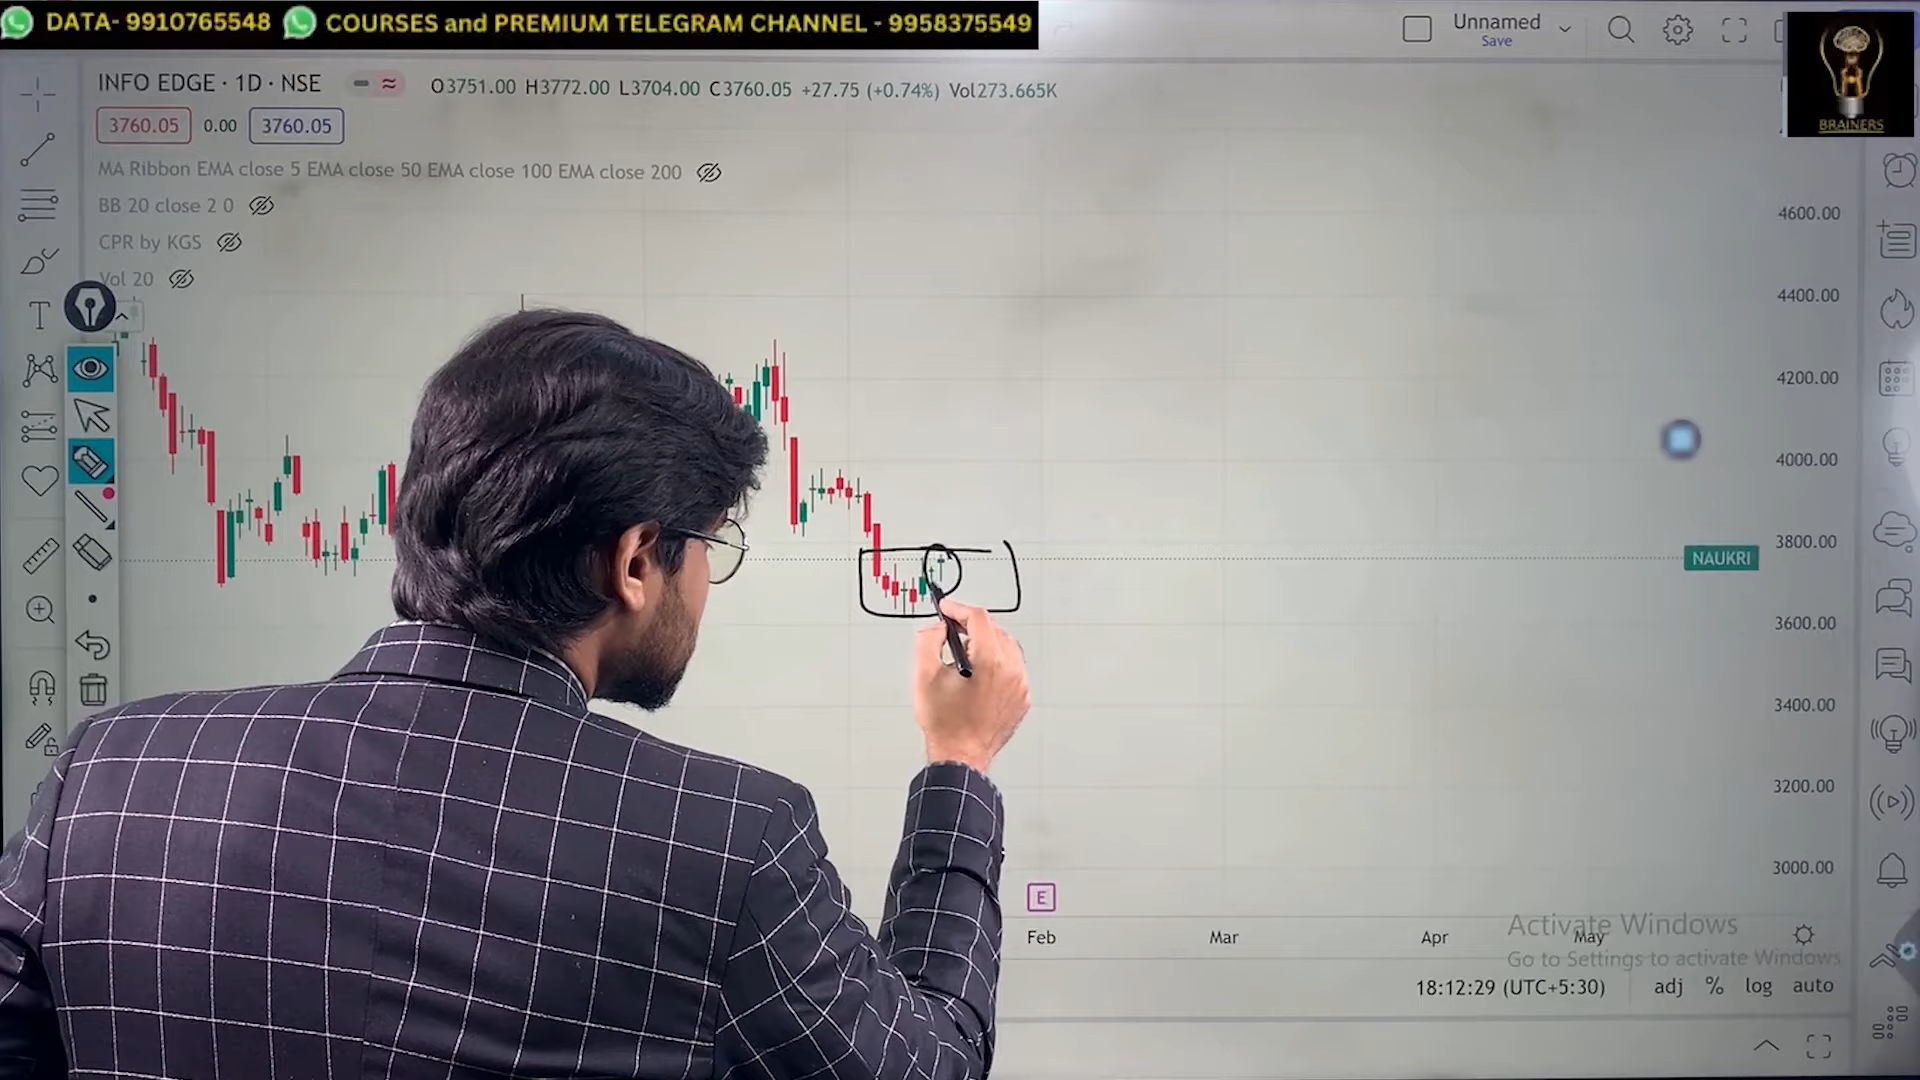 DATA- 9910765548 COURSES and PREMIUM TELEGRAM CHANNEL - 9958375549
Unnamed
Save
BRAINERS
INFO EDGE · 1D · NSE O3751.00 H3772.00 L3704.00 C3760.05 +27.75 (+0.74%) Vol273.665K
3760.05 0.00 3760.05
MA Ribbon EMA close 5 EMA close 50 EMA close 100 EMA close 200
BB 20 close 2 0
CPR by KGS
Vol 20
4600.00
4400.00
4200.00
4000.00
3800.00
NAUKRI
3600.00
3400.00
3200.00
3000.00
E
Feb Mar Apr May
Activate Windows
Go to Settings to activate Windows
18:12:29 (UTC+5:30) adj % log auto